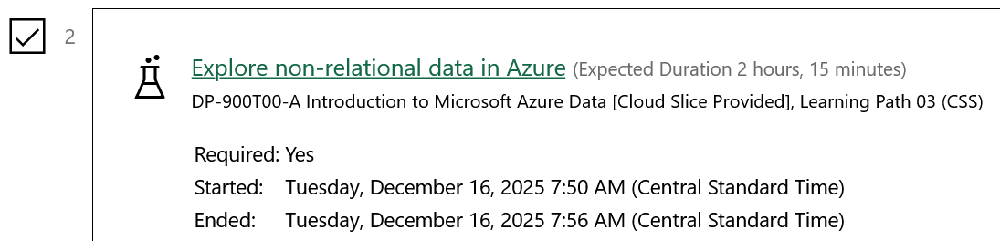 2
Explore non-relational data in Azure (Expected Duration 2 hours, 15 minutes)
DP-900T00-A Introduction to Microsoft Azure Data [Cloud Slice Provided], Learning Path 03 (CSS)
Required: Yes
Started: Tuesday, December 16, 2025 7:50 AM (Central Standard Time)
Ended: Tuesday, December 16, 2025 7:56 AM (Central Standard Time)